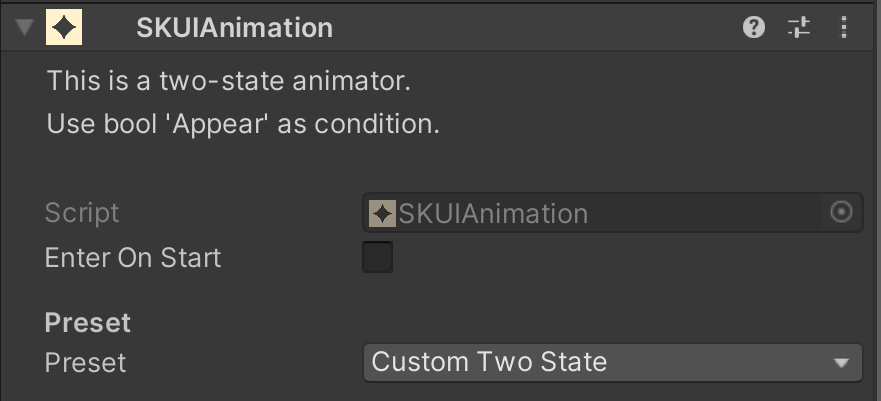 SKUIAnimation
This is a two-state animator.
Use bool 'Appear' as condition.
Script SKUIAnimation
Enter On Start
Preset
Preset Custom Two State